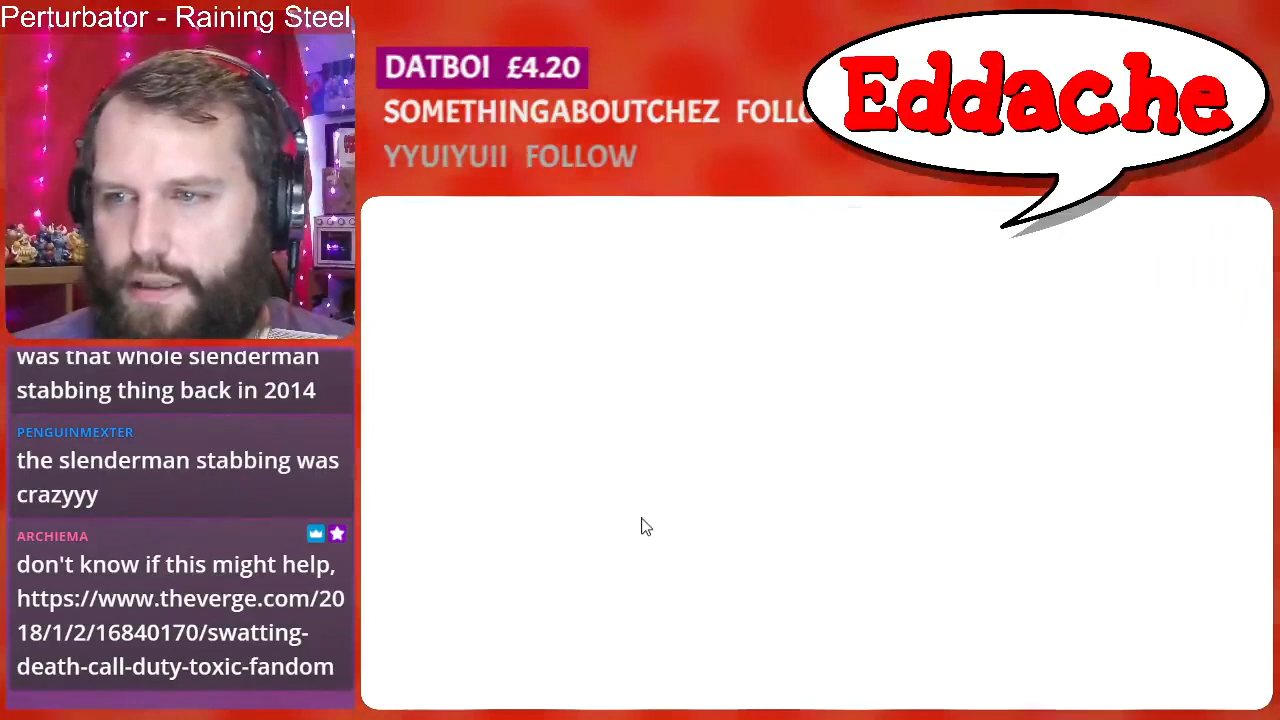 Perturbator - Raining Steel
DATBOI £4.20
SOMETHINGABOUTCHEZ FOLLO
YYUIYUII FOLLOW
Eddache
was that whole slenderman
stabbing thing back in 2014
PENGUINMEXTER
the slenderman stabbing was
crazyyy
ARCHIEMA
don't know if this might help,
https://www.theverge.com/20
18/1/2/16840170/swatting-
death-call-duty-toxic-fandom